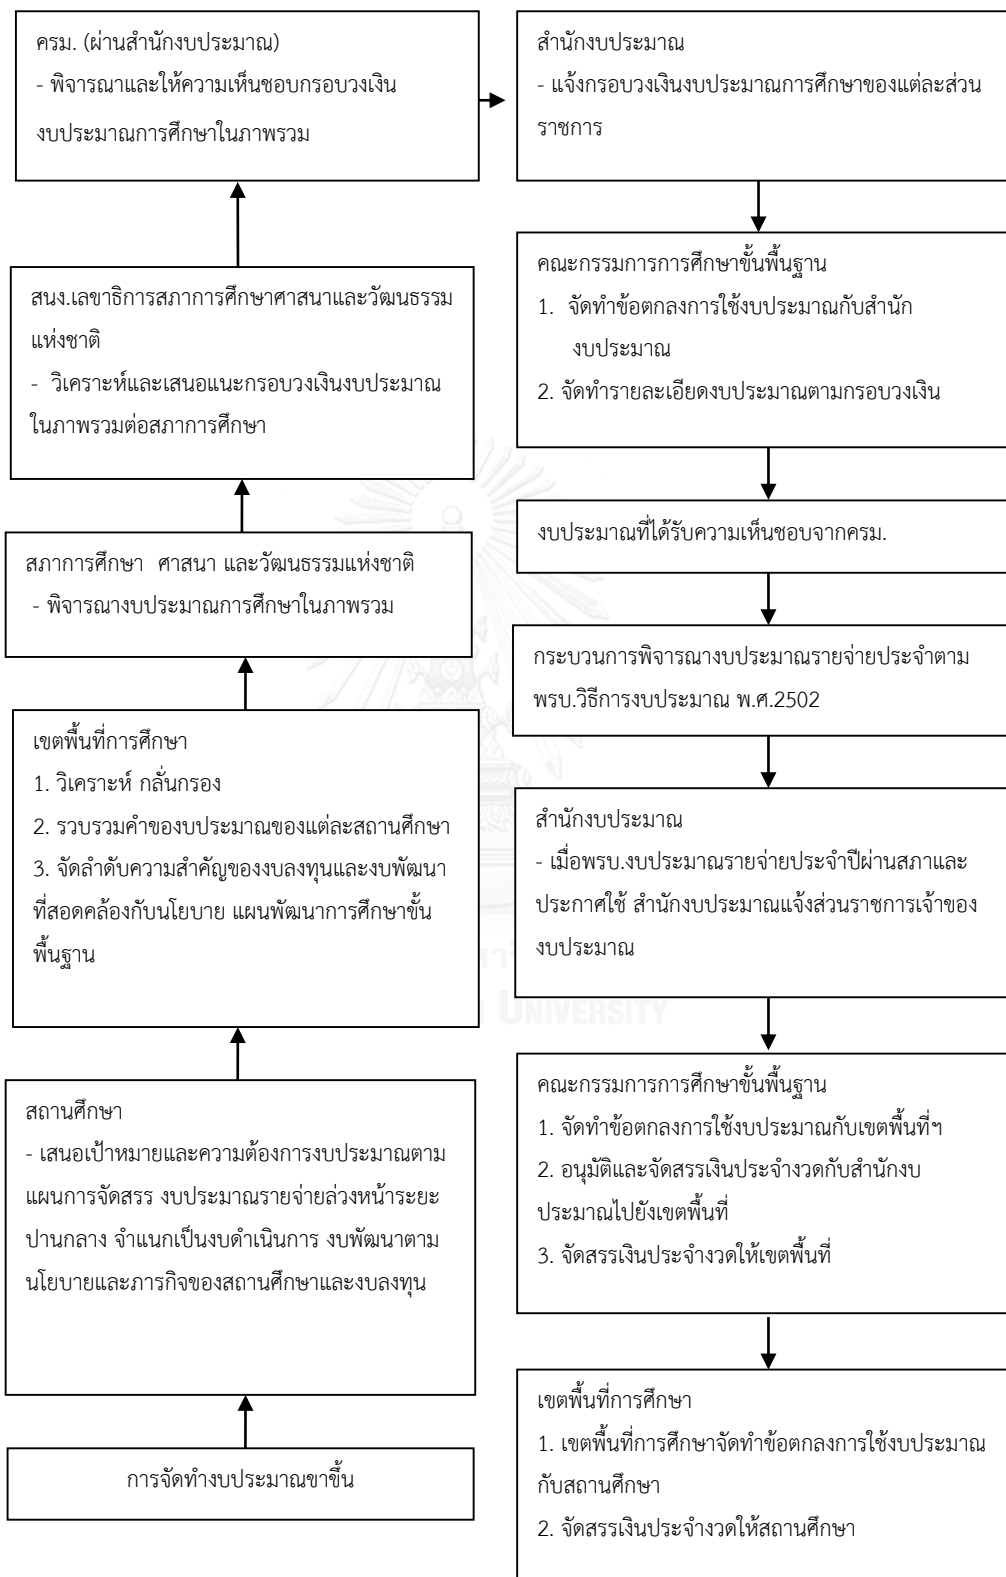 ครม. (ผ่านสำนักงบประมาณ)
- พิจารณาและให้ความเห็นชอบกรอบวงเงิน
งบประมาณการศึกษาในภาพรวม
สำนักงบประมาณ
- แจ้งกรอบวงเงินงบประมาณการศึกษาของแต่ละส่วน
ราชการ
คณะกรรมการการศึกษาขั้นพื้นฐาน
1. จัดทำข้อตกลงการใช้งบประมาณกับสำนัก
งบประมาณ
2. จัดทำรายละเอียดงบประมาณตามกรอบวงเงิน
สนง.เลขาธิการสภาการศึกษาศาสนาและวัฒนธรรม
แห่งชาติ
- วิเคราะห์และเสนอแนะกรอบวงเงินงบประมาณ
ในภาพรวมต่อสภาการศึกษา
งบประมาณที่ได้รับความเห็นชอบจากครม.
สภาการศึกษา ศาสนา และวัฒนธรรมแห่งชาติ
- พิจารณางบประมาณการศึกษาในภาพรวม
กระบวนการพิจารณางบประมาณรายจ่ายประจำตาม
พรบ.วิธีการงบประมาณ พ.ศ.2502
เขตพื้นที่การศึกษา
1. วิเคราะห์ กลั่นกรอง
2. รวบรวมคำของบประมาณของแต่ละสถานศึกษา
3. จัดลำดับความสำคัญของงบลงทุนและงบพัฒนา
ที่สอดคล้องกับนโยบาย แผนพัฒนาการศึกษาขั้น
พื้นฐาน
สำนักงบประมาณ
- เมื่อพรบ.งบประมาณรายจ่ายประจำปีผ่านสภาและ
ประกาศใช้ สำนักงบประมาณแจ้งส่วนราชการเจ้าของ
งบประมาณ
UNIVERSITY
สถานศึกษา
- เสนอเป้าหมายและความต้องการงบประมาณตาม
แผนการจัดสรร งบประมาณรายจ่ายล่วงหน้าระยะ
ปานกลาง จำแนกเป็นงบดำเนินการ งบพัฒนาตาม
นโยบายและภารกิจของสถานศึกษาและงบลงทุน
คณะกรรมการการศึกษาขั้นพื้นฐาน
1. จัดทำข้อตกลงการใช้งบประมาณกับเขตพื้นที่ฯ
2. อนุมัติและจัดสรรเงินประจำงวดกับสำนักงบ
ประมาณไปยังเขตพื้นที่
3. จัดสรรเงินประจำงวดให้เขตพื้นที่
การจัดทำงบประมาณขาขึ้น
เขตพื้นที่การศึกษา
1. เขตพื้นที่การศึกษาจัดทำข้อตกลงการใช้งบประมาณ
กับสถานศึกษา
2. จัดสรรเงินประจำงวดให้สถานศึกษา